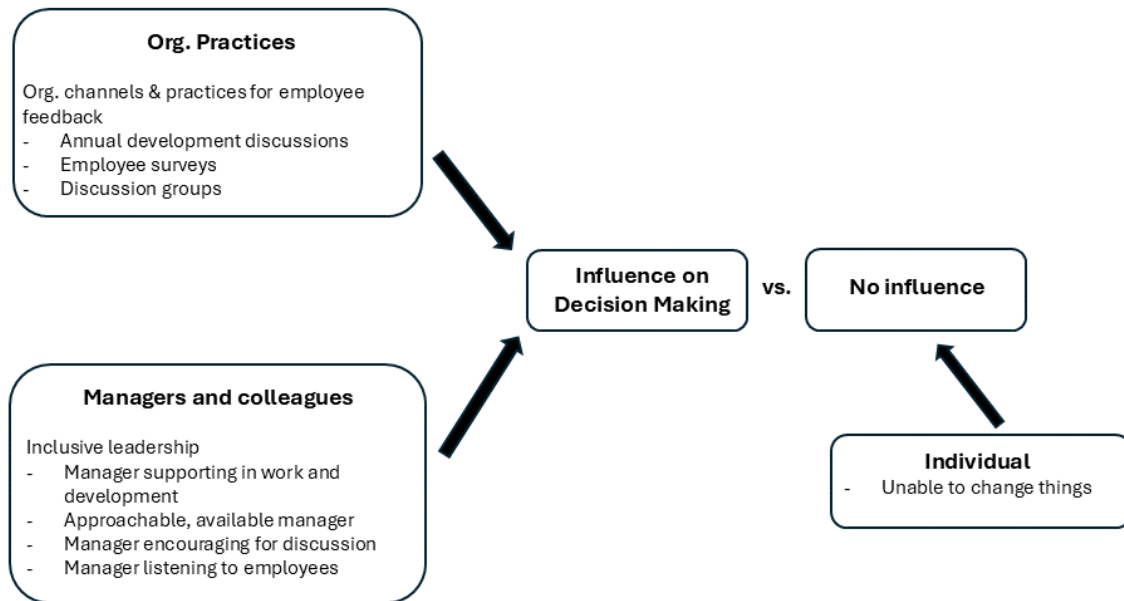 Org. Practices
Org. channels & practices for employee
feedback
- Annual development discussions
- Employee surveys
- Discussion groups
Influence on
Decision Making
vs.
No influence
Managers and colleagues
Inclusive leadership
- Manager supporting in work and
development
- Approachable, available manager
- Manager encouraging for discussion
- Manager listening to employees
Individual
- Unable to change things